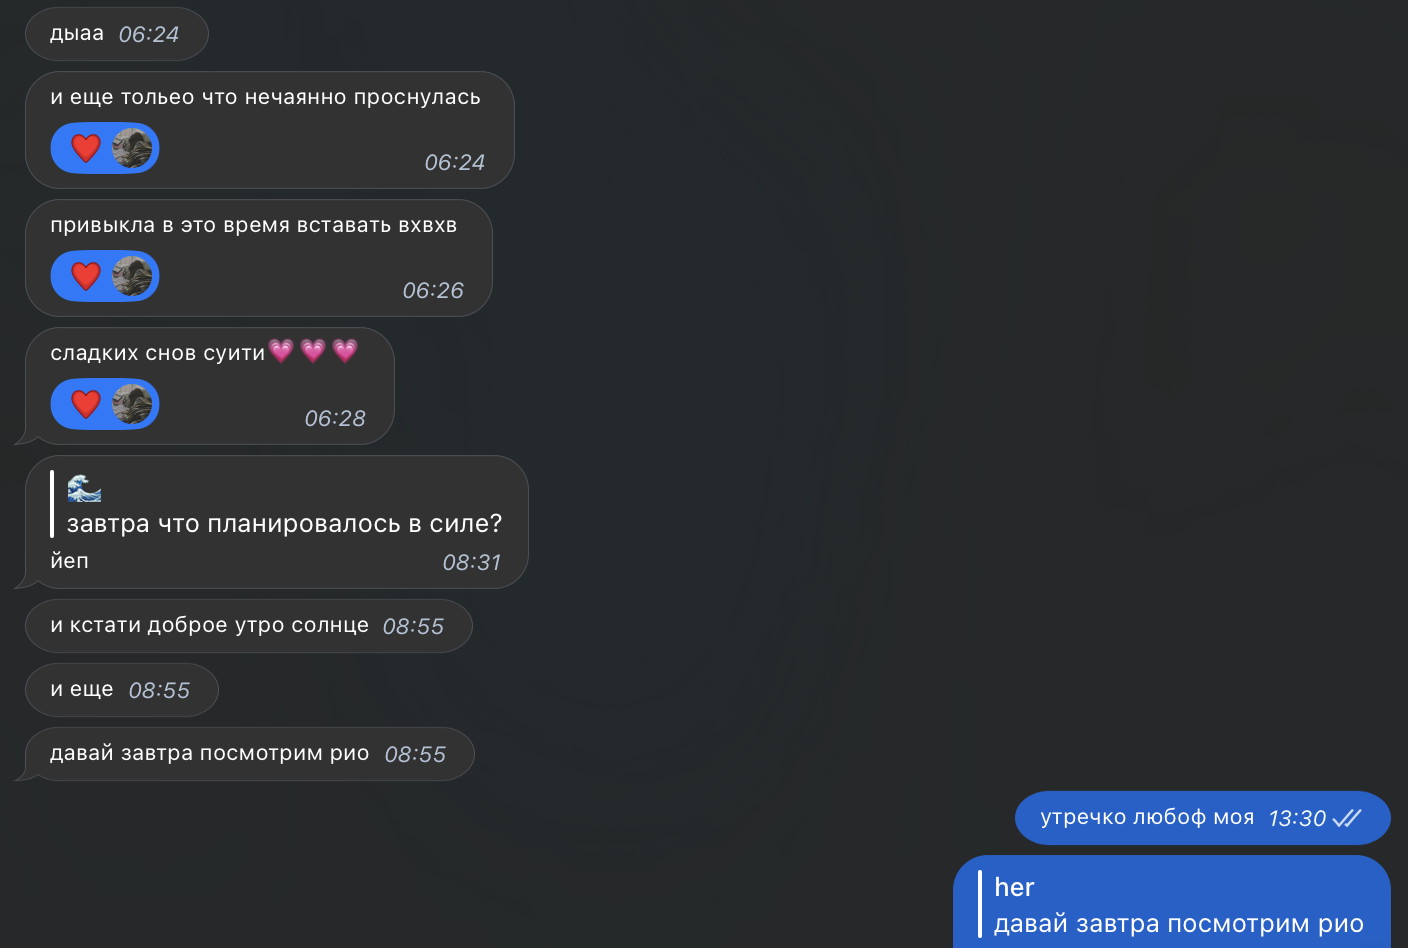 дыаа 06:24
и еще тольео что нечаянно проснулась
❤️
06:24
привыкла в это время вставать вхвхв
❤️
06:26
сладких снов суити💗💗💗
❤️
06:28
🌊
завтра что планировалось в силе?
йеп 08:31
и кстати доброе утро солнце 08:55
и еще 08:55
давай завтра посмотрим рио 08:55
утречко любоф моя 13:30
her
давай завтра посмотрим рио